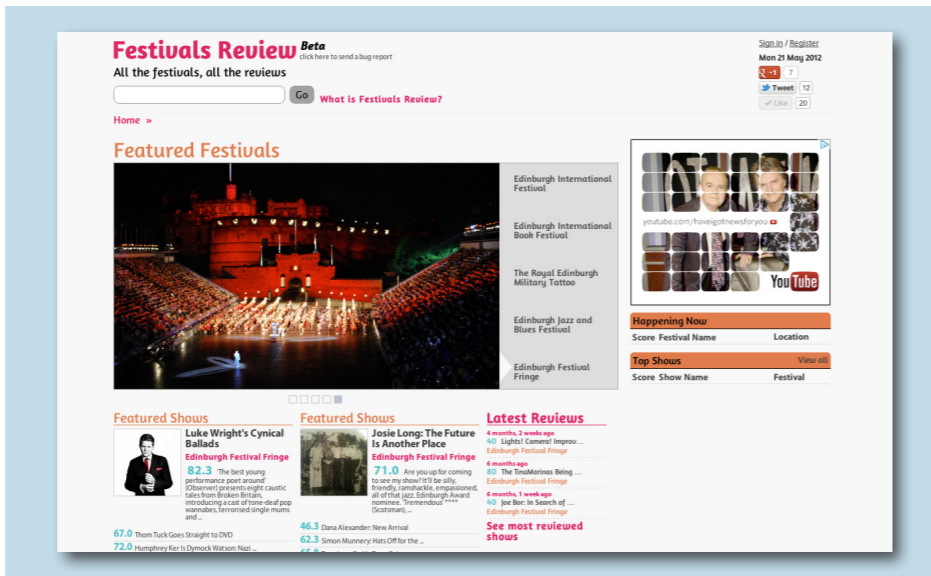 Festivals Review Beta
click here to send a bug report
All the festivals, all the reviews
Go What is Festivals Review?
Home »
Sign in / Register
Mon 21 May 2012
+1 7
Tweet 12
Like 20
Featured Festivals
Edinburgh International
Festival
Edinburgh International
Book Festival
The Royal Edinburgh
Military Tattoo
Edinburgh Jazz and
Blues Festival
Edinburgh Festival
Fringe
youtube.com/haveigotnewsforyou
YouTube
Happening Now
Score Festival Name Location
Top Shows View all
Score Show Name Festival
Featured Shows
Luke Wright's Cynical
Ballads
Edinburgh Festival Fringe
82.3 'The best young
performance poet around'
(Observer) presents eight caustic
tales from Broken Britain,
introducing a cast of tone-deaf pop
wannabes, terrorised single mums
and ...
67.0 Thom Tuck Goes Straight to DVD
72.0 Humphrey Ker Is Dymock Watson: Nazi ...
Featured Shows
Josie Long: The Future
Is Another Place
Edinburgh Festival Fringe
71.0 Are you up for coming
to see my show? It'll be silly,
friendly, ramshackle, empassioned,
all of that jazz. Edinburgh Award
nominee. 'Tremendous' ****
(Scotsman), ...
46.3 Dana Alexander: New Arrival
62.3 Simon Munnery: Hats Off for the ...
Latest Reviews
4 months, 2 weeks ago
40 Lights! Camera! Improv...
Edinburgh Festival Fringe
6 months ago
80 The TinaMarinas Being ...
Edinburgh Festival Fringe
6 months, 1 week ago
40 Joe Bor: In Search of ...
Edinburgh Festival Fringe
See most reviewed
shows